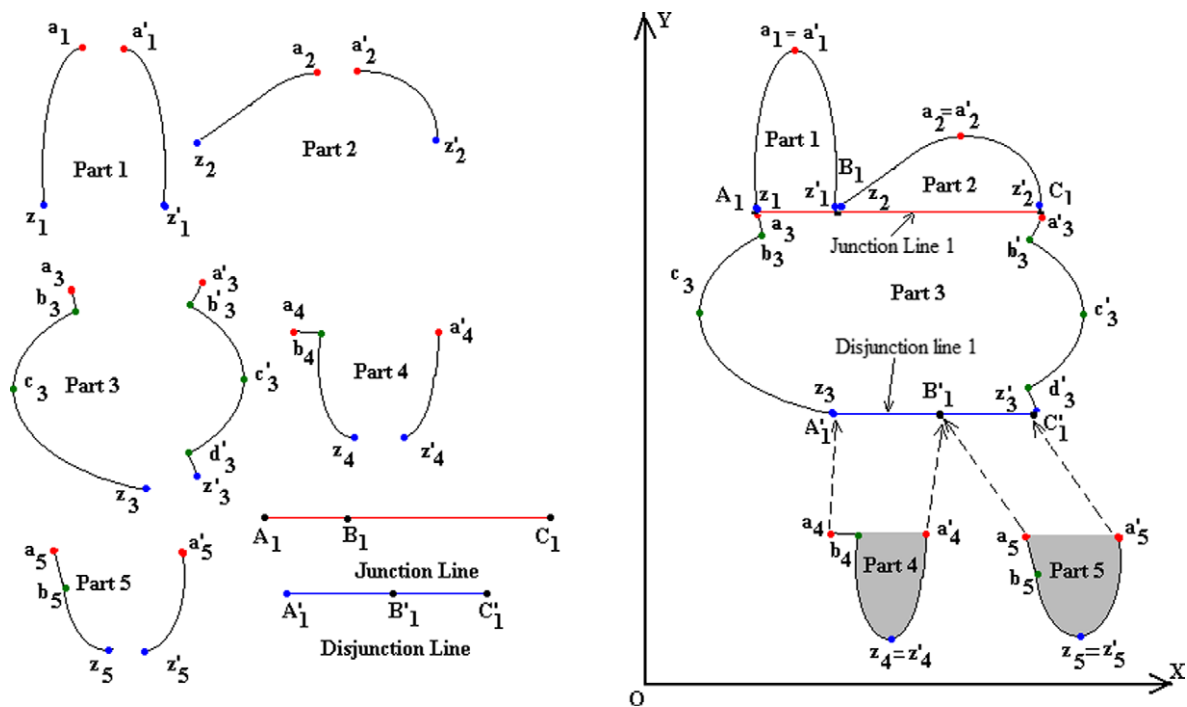 a1 a'1
Part 1
z1 z'1
a2 a'2
Part 2
z2 z'2
a3 a'3
b3 b'3
c3 Part 3 c'3
d'3
z3 z'3
a4 a'4
b4 Part 4
z4 z'4
A1 B1 C1
Junction Line
a5 a'5
b5 Part 5
z5 z'5
A'1 B'1 C'1
Disjunction Line
Y
a1 = a'1
Part 1
a2 = a'2
B1
Part 2
A1 z1 z'1 z2 z'2 C1
a3 a'3
Junction Line 1
b3 b'3
c3 Part 3 c'3
Disjunction line 1
z3 B'1 z'3 d'3
A'1 C'1
a4 a'4 a5 a'5
b4 Part 4 b5 Part 5
z4 = z'4 z5 = z'5
O X